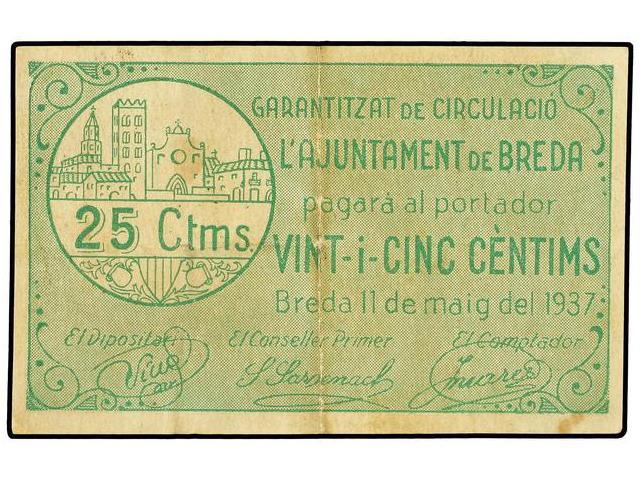 GARANTITZAT DE CIRCULACIÓ
L'AJUNTAMENT DE BREDA
pagará al portador
VINT-i-CINC CÈNTIMS
Breda 11 de maig del 1937
25 Ctms.
El Dipositari El Conseller Primer El Comptador